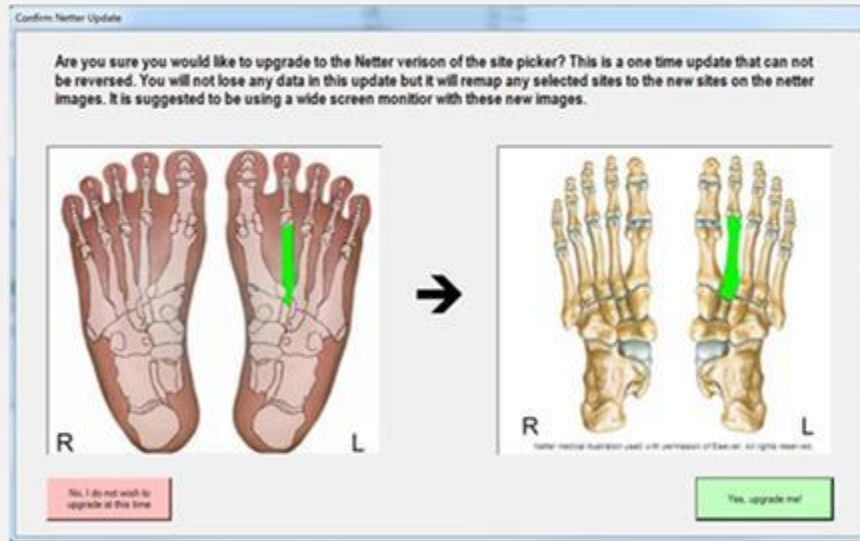 Confirm Netter Update
Are you sure you would like to upgrade to the Netter verison of the site picker? This is a one time update that can not
be reversed. You will not lose any data in this update but it will remap any selected sites to the new sites on the netter
images. It is suggested to be using a wide screen monitior with these new images.
R L
R L
Netter medical illustration used with permission of Elsevier. All rights reserved.
No, I do not wish to
upgrade at this time
Yes, upgrade me!